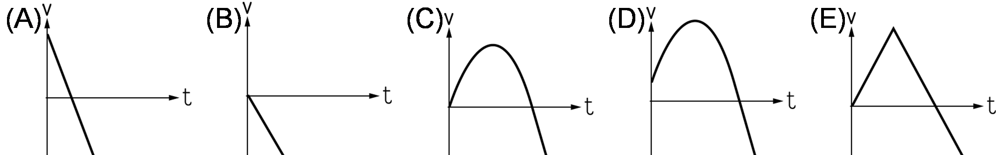 (A) v t
(B) v t
(C) v t
(D) v t
(E) v t